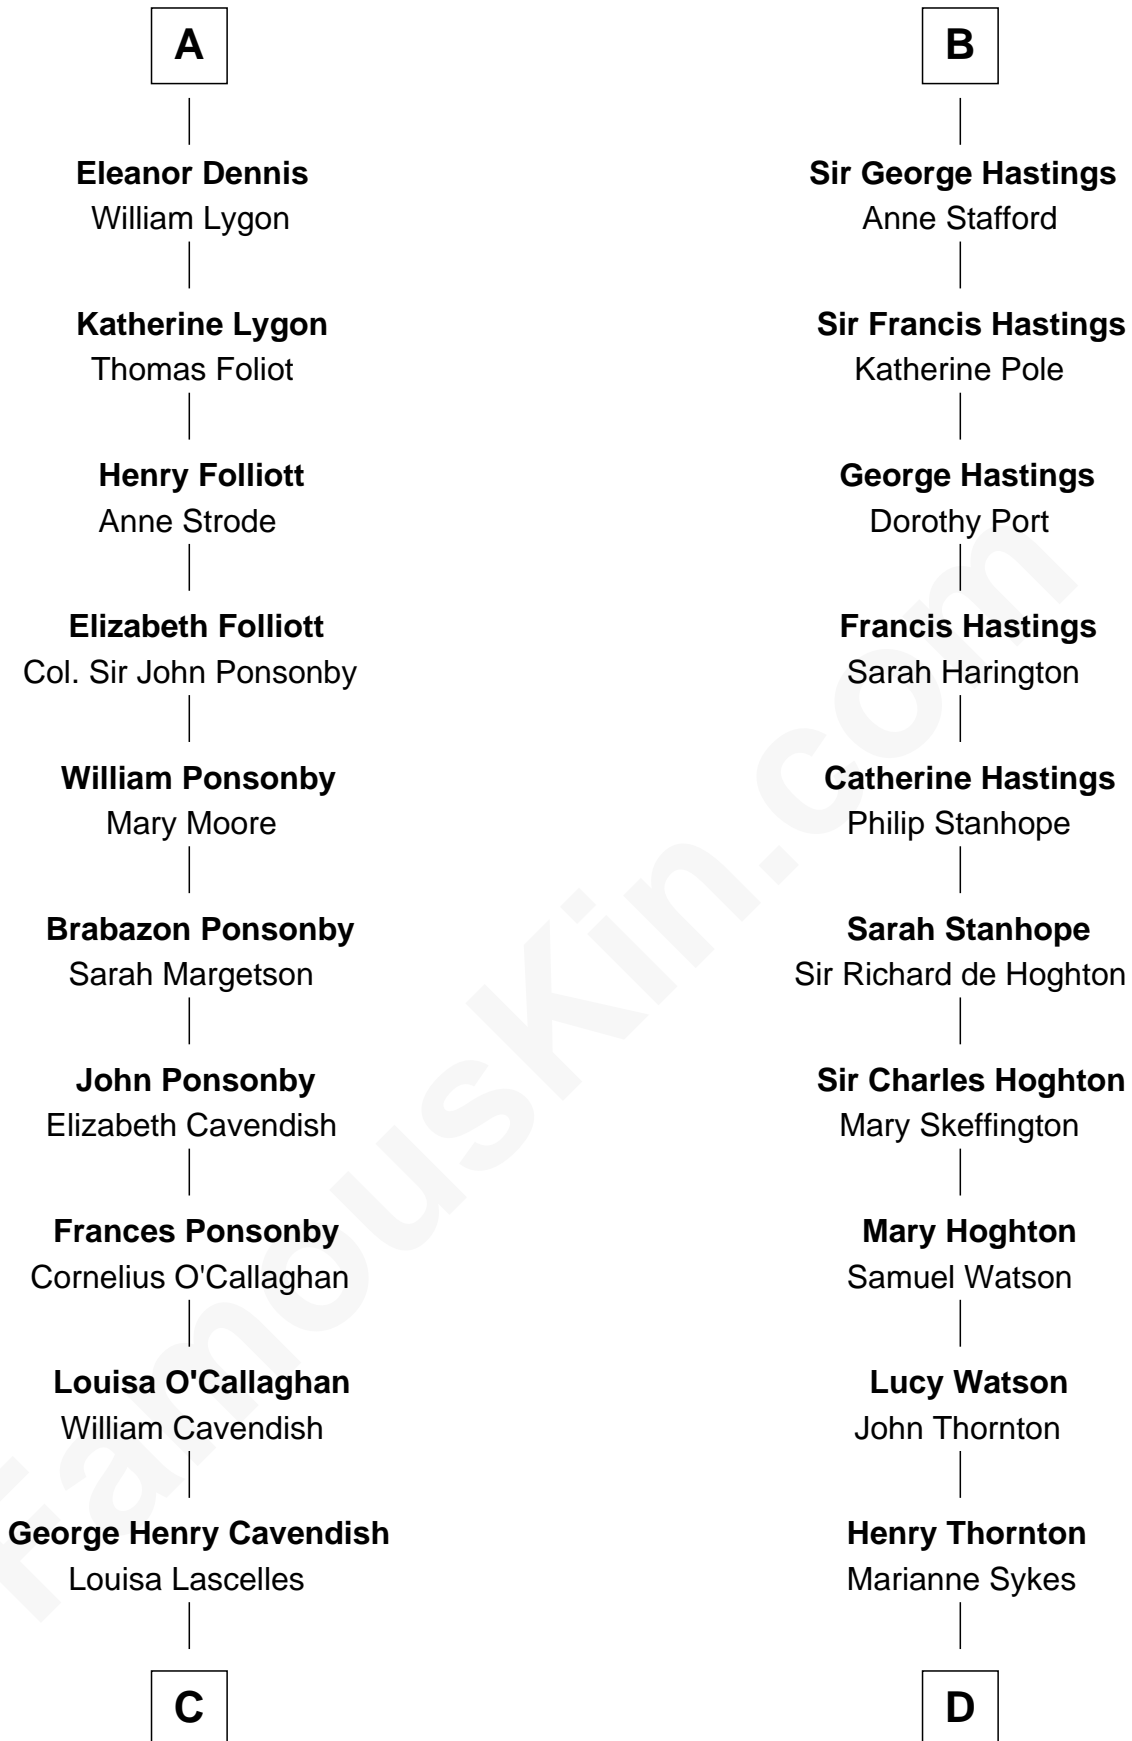 A
Eleanor Dennis
William Lygon
Katherine Lygon
Thomas Foliot
Henry Folliott
Anne Strode
Elizabeth Folliott
Col. Sir John Ponsonby
William Ponsonby
Mary Moore
Brabazon Ponsonby
Sarah Margetson
John Ponsonby
Elizabeth Cavendish
Frances Ponsonby
Cornelius O'Callaghan
Louisa O'Callaghan
William Cavendish
George Henry Cavendish
Louisa Lascelles
C
B
Sir George Hastings
Anne Stafford
Sir Francis Hastings
Katherine Pole
George Hastings
Dorothy Port
Francis Hastings
Sarah Harington
Catherine Hastings
Philip Stanhope
Sarah Stanhope
Sir Richard de Hoghton
Sir Charles Hoghton
Mary Skeffington
Mary Hoghton
Samuel Watson
Lucy Watson
John Thornton
Henry Thornton
Marianne Sykes
D
FamousKin.com